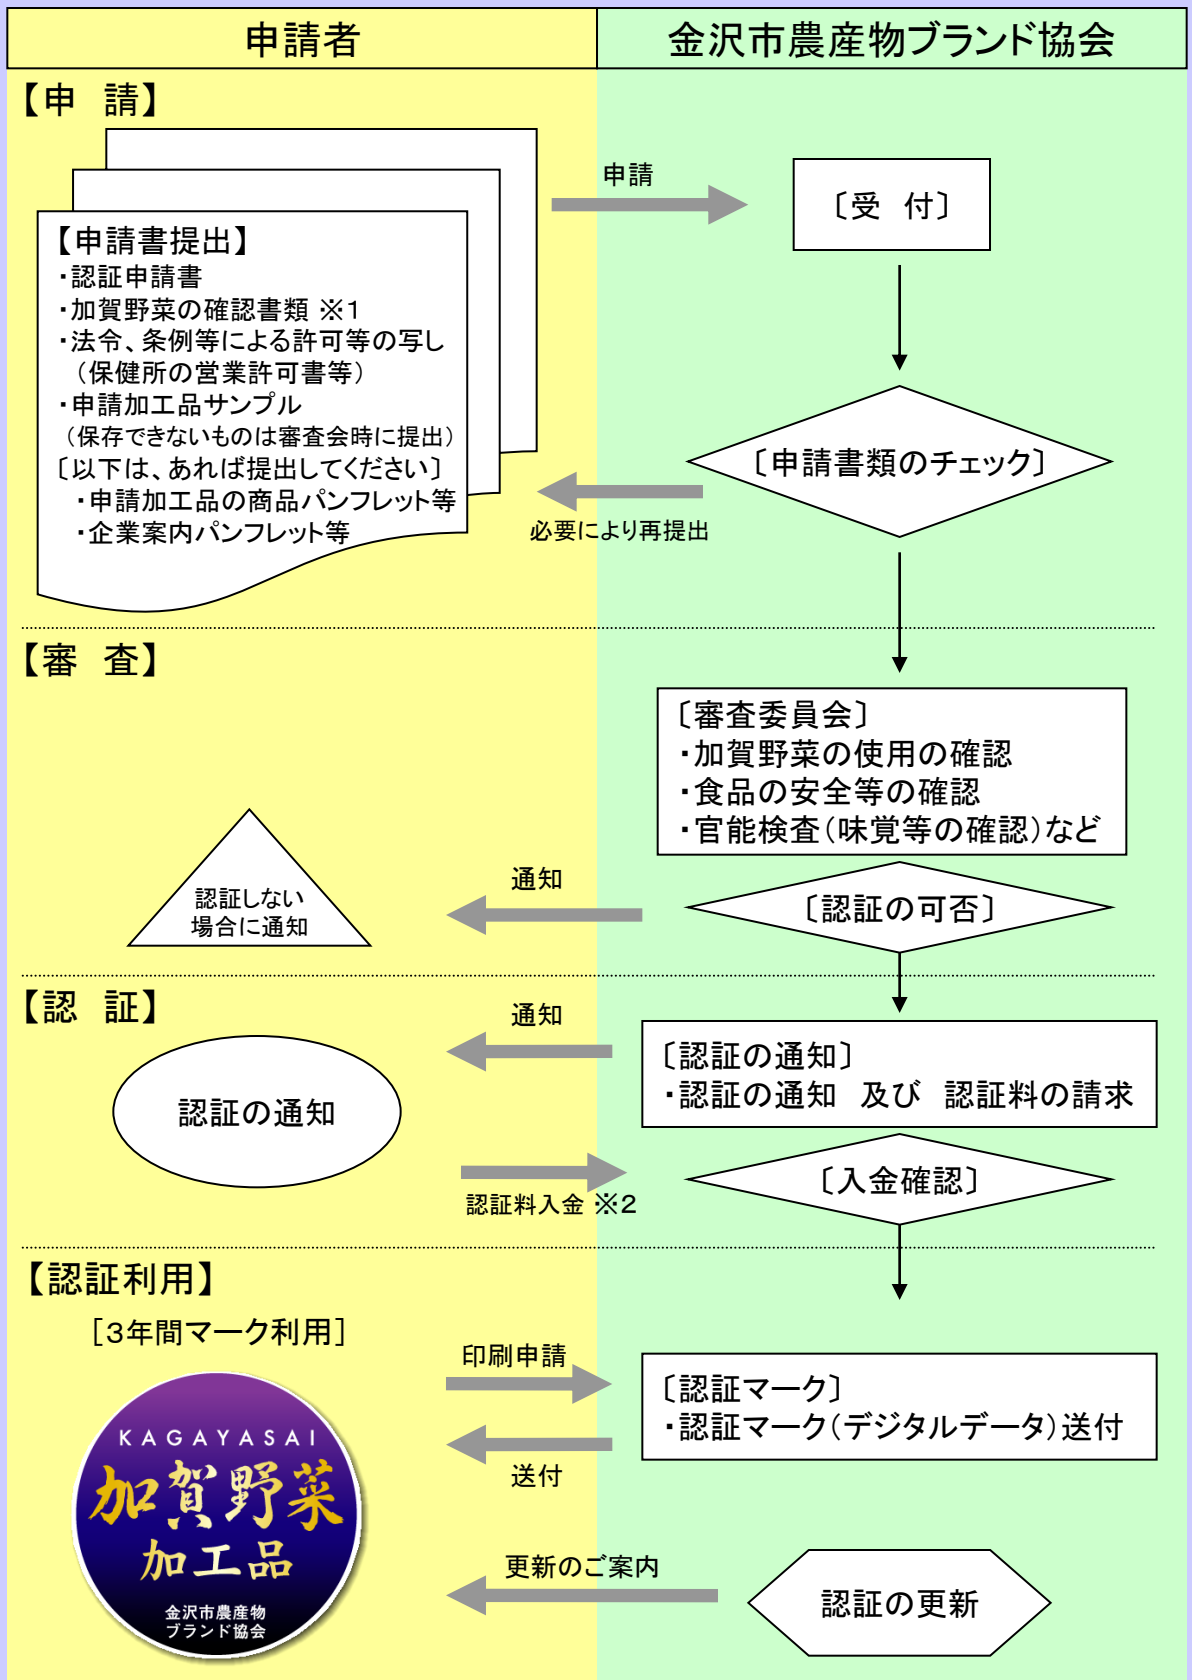 申請者
金沢市農産物ブランド協会
【申　請】
申請
〔受　付〕
【申請書提出】
・認証申請書
・加賀野菜の確認書類 ※1
・法令、条例等による許可等の写し
（保健所の営業許可書等）
・申請加工品サンプル
（保存できないものは審査会時に提出）
〔以下は、あれば提出してください〕
・申請加工品の商品パンフレット等
・企業案内パンフレット等
〔申請書類のチェック〕
必要により再提出
【審　査】
〔審査委員会〕
・加賀野菜の使用の確認
・食品の安全等の確認
・官能検査（味覚等の確認）など
通知
〔認証の可否〕
認証しない
場合に通知
【認　証】
通知
〔認証の通知〕
・認証の通知　及び　認証料の請求
認証の通知
認証料入金 ※2
〔入金確認〕
【認証利用】
［3年間マーク利用］
印刷申請
〔認証マーク〕
・認証マーク（デジタルデータ）送付
送付
KAGAYASAI
加賀野菜
加工品
金沢市農産物
ブランド協会
更新のご案内
認証の更新